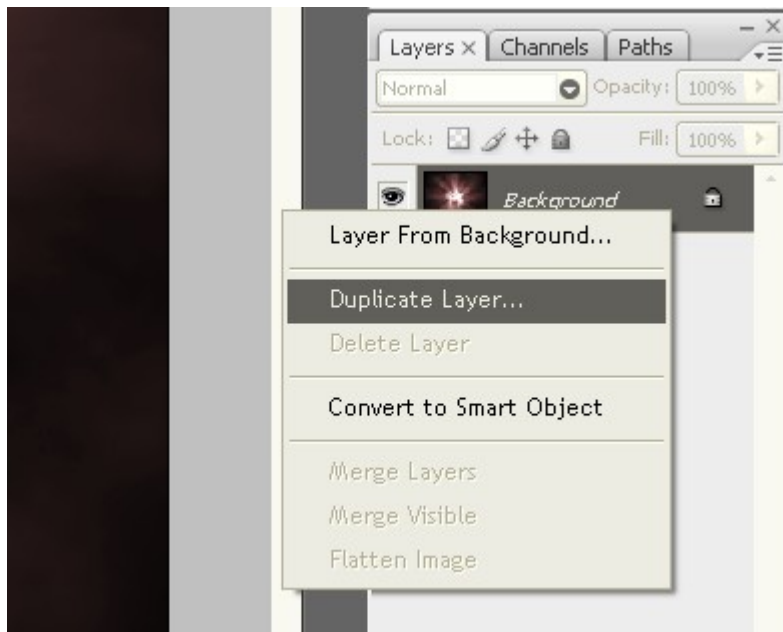 Layers × Channels Paths
Normal Opacity: 100%
Lock: Fill: 100%
Background
Layer From Background...
Duplicate Layer...
Delete Layer
Convert to Smart Object
Merge Layers
Merge Visible
Flatten Image